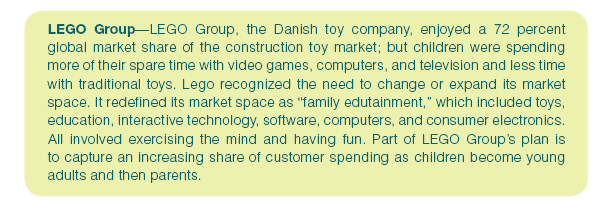 LEGO Group—LEGO Group, the Danish toy company, enjoyed a 72 percent
global market share of the construction toy market; but children were spending
more of their spare time with video games, computers, and television and less time
with traditional toys. Lego recognized the need to change or expand its market
space. It redefined its market space as “family edutainment,” which included toys,
education, interactive technology, software, computers, and consumer electronics.
All involved exercising the mind and having fun. Part of LEGO Group’s plan is
to capture an increasing share of customer spending as children become young
adults and then parents.